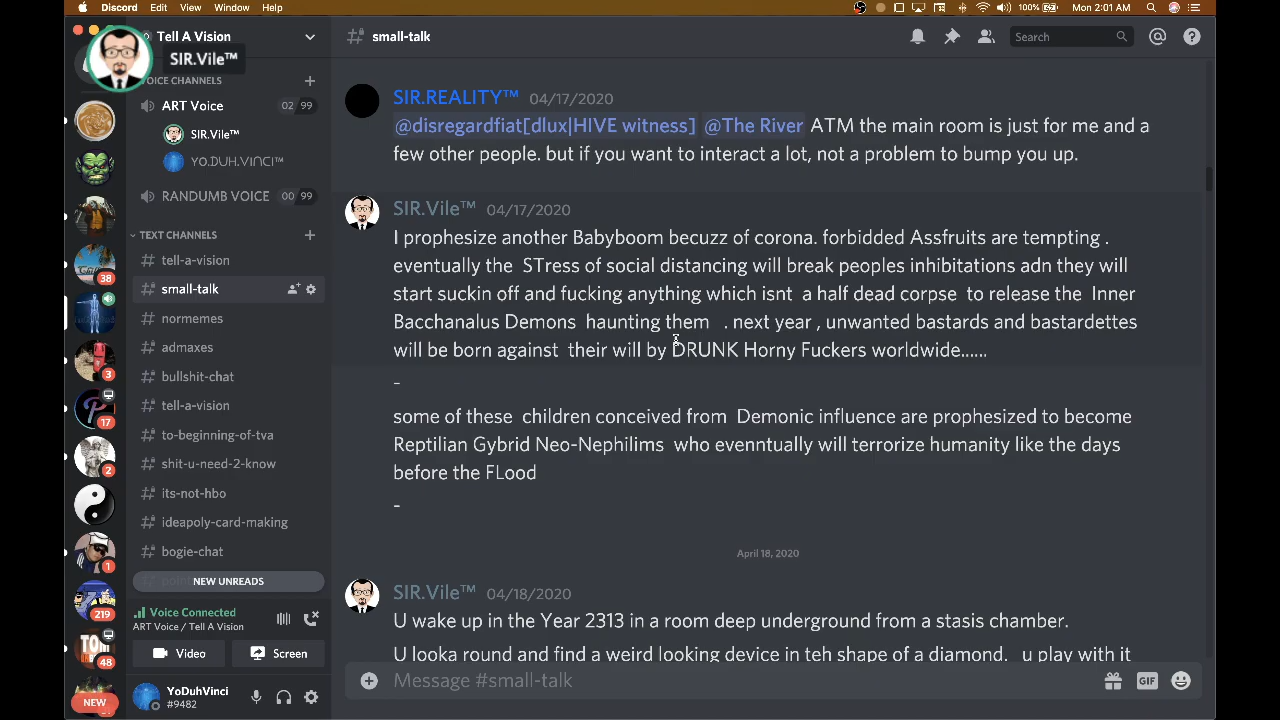 Discord Edit View Window Help
100% Mon 2:01 AM
Tell A Vision
SIR.Vile™
VOICE CHANNELS
ART Voice 02 99
SIR.Vile™
YO.DUH.VINCI™
RANDUMB VOICE 00 99
TEXT CHANNELS
tell-a-vision
small-talk
normemes
admaxes
bullshit-chat
tell-a-vision
to-beginning-of-tva
shit-u-need-2-know
its-not-hbo
ideapoly-card-making
bogie-chat
NEW UNREADS
Voice Connected
ART Voice / Tell A Vision
Video Screen
YoDuhVinci
#9482
38
3
17
2
1
219
48
NEW
small-talk
Search
SIR.REALITY™ 04/17/2020
@disregardfiat[dlux|HIVE witness] @The River ATM the main room is just for me and a
few other people. but if you want to interact a lot, not a problem to bump you up.
SIR.Vile™ 04/17/2020
I prophesize another Babyboom becuzz of corona. forbidden Assfruits are tempting .
eventually the STress of social distancing will break peoples inhibitations adn they will
start suckin off and fucking anything which isnt a half dead corpse to release the Inner
Bacchanalus Demons haunting them . next year , unwanted bastards and bastardettes
will be born against their will by DRUNK Horny Fuckers worldwide......
-
some of these children conceived from Demonic influence are prophesized to become
Reptilian Gybrid Neo-Nephilims who evenntually will terrorize humanity like the days
before the FLood
-
April 18, 2020
SIR.Vile™ 04/18/2020
U wake up in the Year 2313 in a room deep underground from a stasis chamber.
U looka round and find a weird looking device in teh shape of a diamond. u play with it
Message #small-talk
GIF